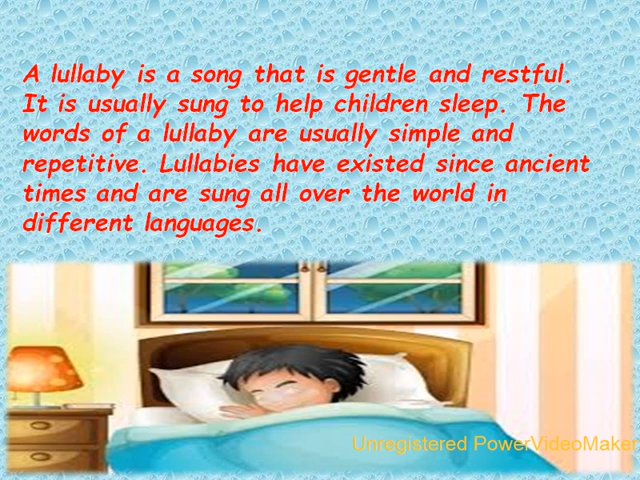 A lullaby is a song that is gentle and restful.
It is usually sung to help children sleep. The
words of a lullaby are usually simple and
repetitive. Lullabies have existed since ancient
times and are sung all over the world in
different languages.
Unregistered PowerVideoMaker